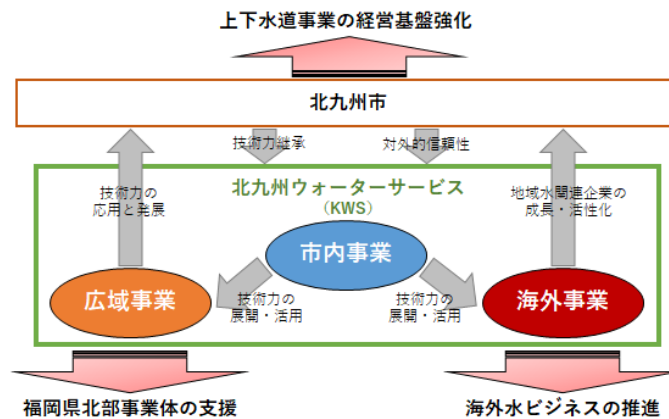 上下水道事業の経営基盤強化
北九州市
技術力継承
対外的信頼性
技術力の
応用と発展
北九州ウォーターサービス
（KWS）
地域水関連企業の
成長・活性化
市内事業
広域事業
海外事業
技術力の
展開・活用
技術力の
展開・活用
福岡県北部事業体の支援
海外水ビジネスの推進